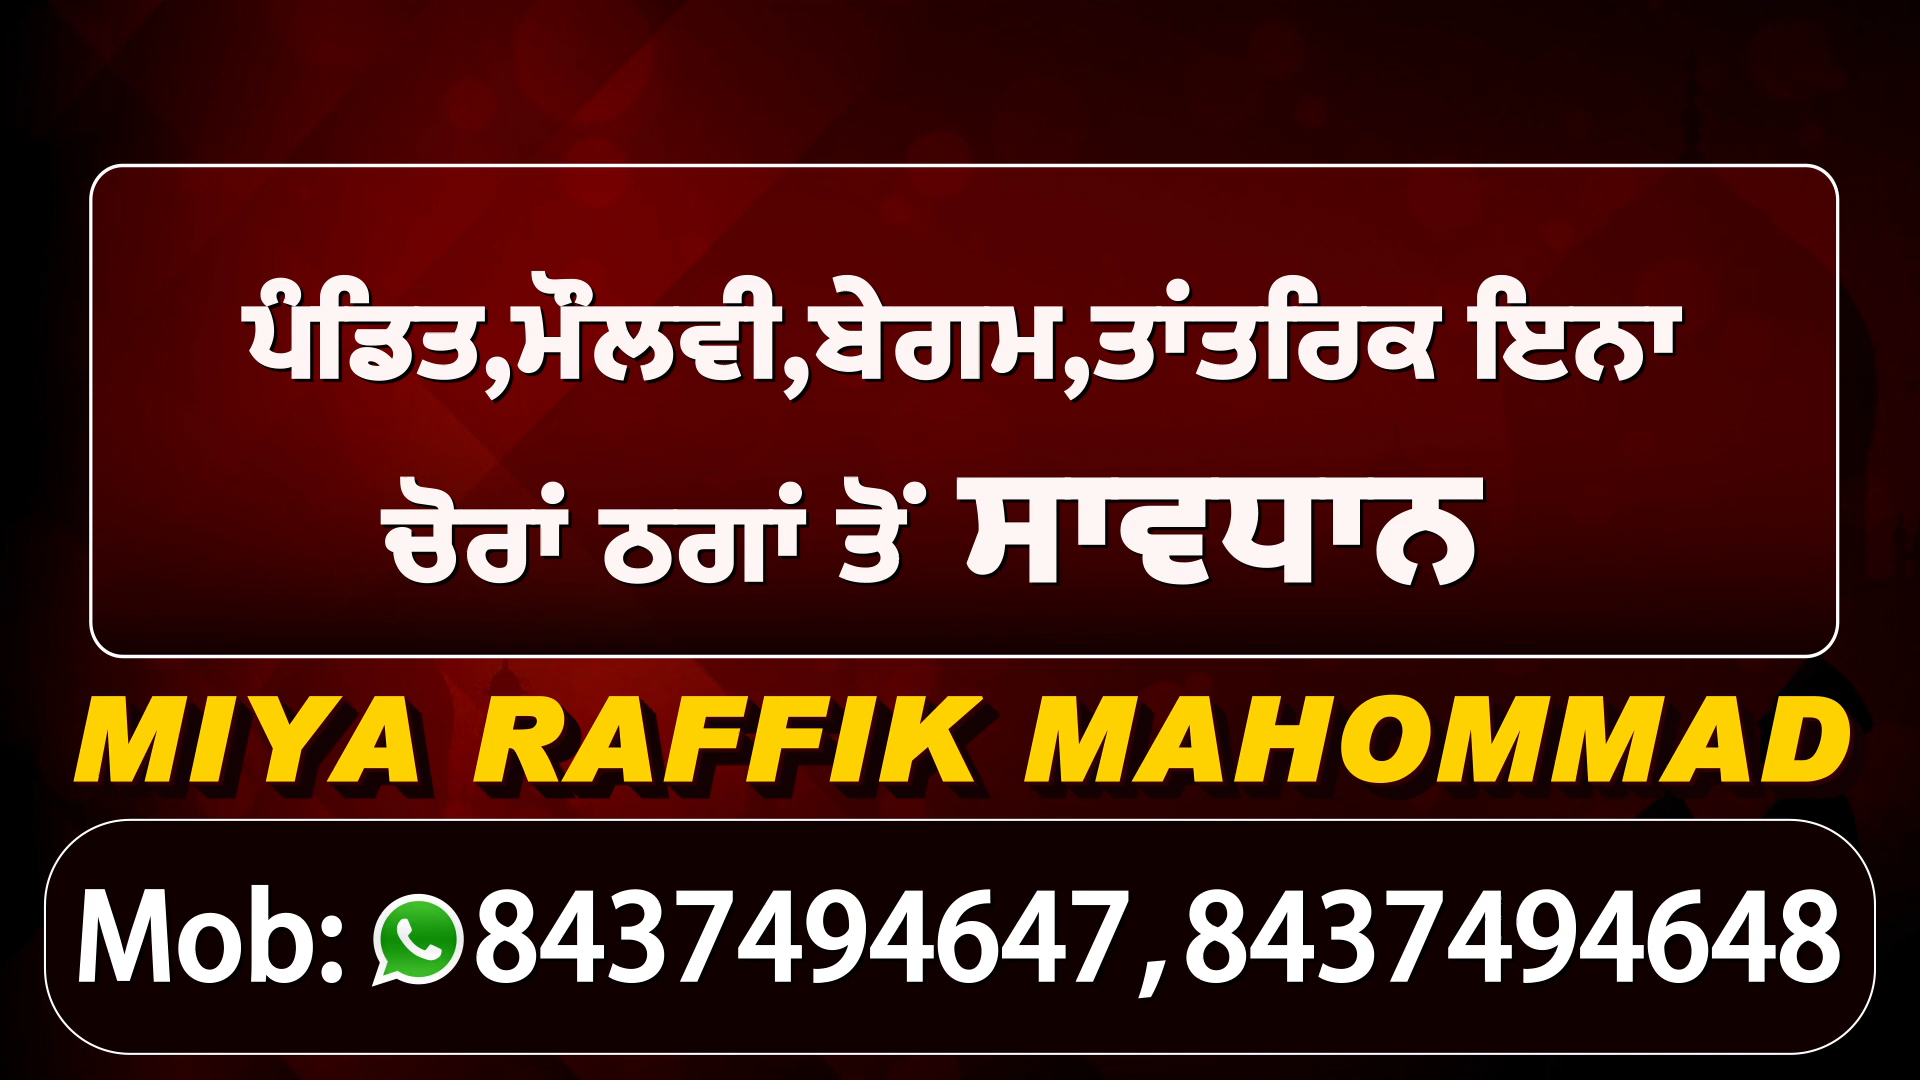 ਪੰਡਿਤ,ਮੌਲਵੀ,ਬੇਗਮ,ਤਾਂਤਰਿਕ ਇਨਾ
ਚੋਰਾਂ ਠਗਾਂ ਤੋਂ ਸਾਵਧਾਨ
MIYA RAFFIK MAHOMMAD
Mob: 8437494647, 8437494648